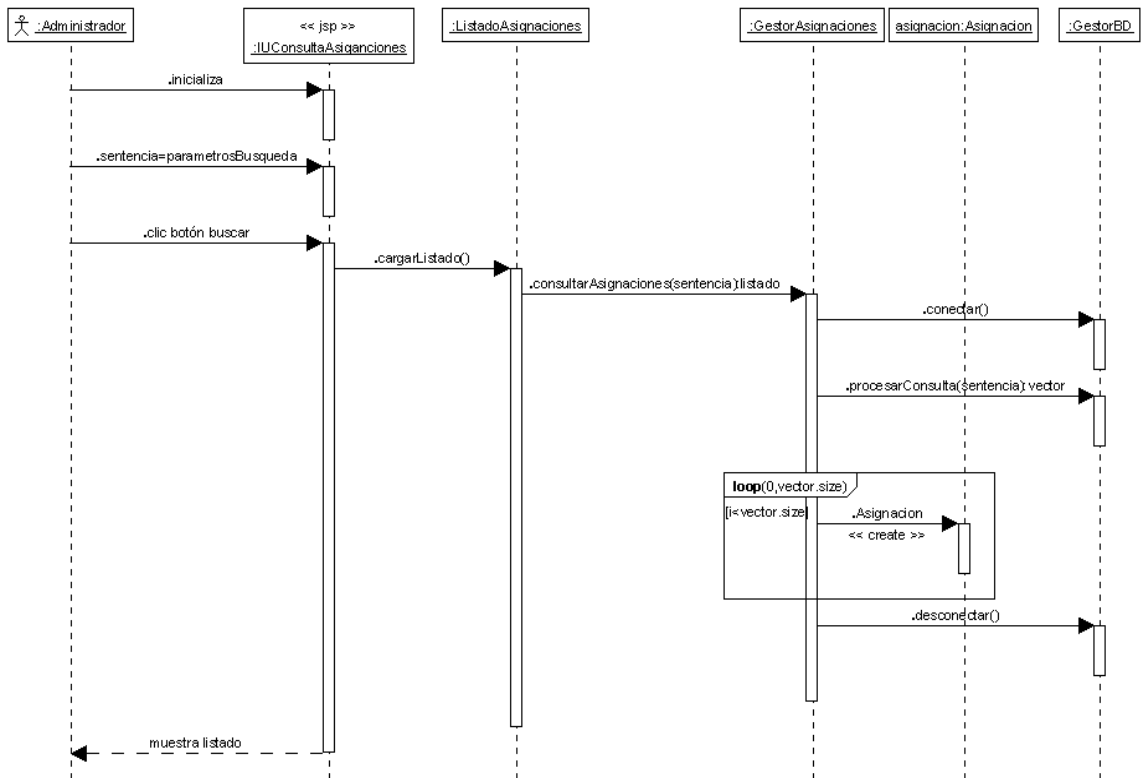 :Administrador
<< jsp >>
:IUConsultaAsiganciones
:ListadoAsignaciones
:GestorAsignaciones
asignacion:Asignacion
:GestorBD
.inicializa
.sentencia=parametrosBusqueda
.clic botón buscar
.cargarListado()
.consultarAsignaciones(sentencia):listado
.conectar()
.procesarConsulta(sentencia): vector
loop(0,vector.size)
[i<vector.size]
.Asignacion
<< create >>
.desconectar()
muestra listado